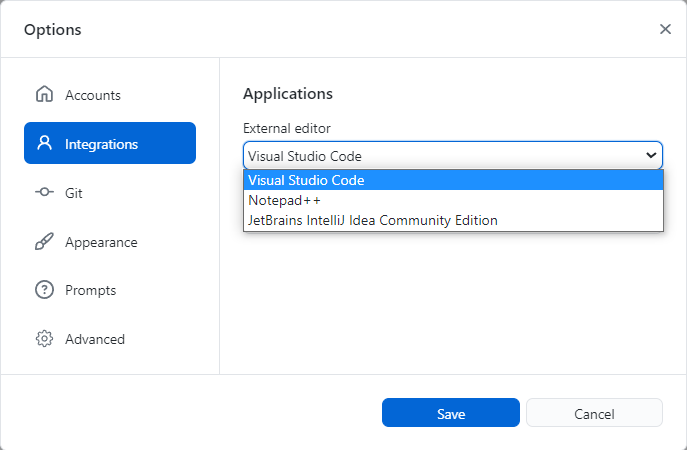 Options
Accounts
Integrations
Git
Appearance
Prompts
Advanced
Applications
External editor
Visual Studio Code
Visual Studio Code
Notepad++
JetBrains IntelliJ Idea Community Edition
Save
Cancel